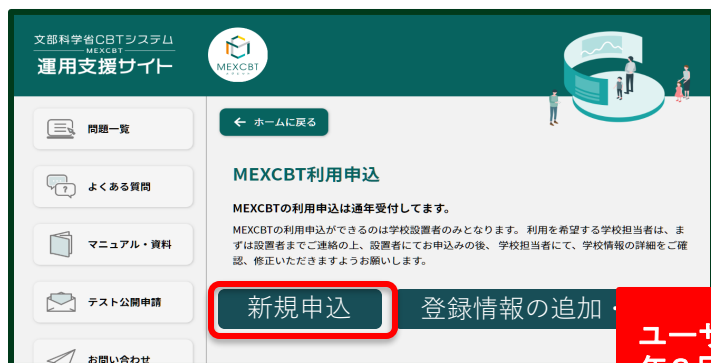 文部科学省CBTシステム
MEXCBT
運用支援サイト
MEXCBT
問題一覧
← ホームに戻る
よくある質問
MEXCBT利用申込
MEXCBTの利用申込は通年受付してます。
MEXCBTの利用申込ができるのは学校設置者のみとなります。 利用を希望する学校担当者は、ま
ずは設置者までご連絡の上、設置者にてお申込みの後、 学校担当者にて、学校情報の詳細をご確
認、修正いただきますようお願いします。
マニュアル・資料
テスト公開申請
新規申込
登録情報の追加・
お問い合わせ